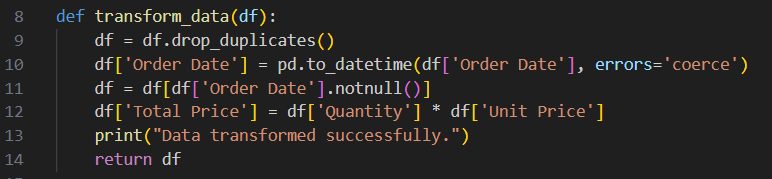 8 def transform_data(df):
9     df = df.drop_duplicates()
10     df['Order Date'] = pd.to_datetime(df['Order Date'], errors='coerce')
11     df = df[df['Order Date'].notnull()]
12     df['Total Price'] = df['Quantity'] * df['Unit Price']
13     print("Data transformed successfully.")
14     return df